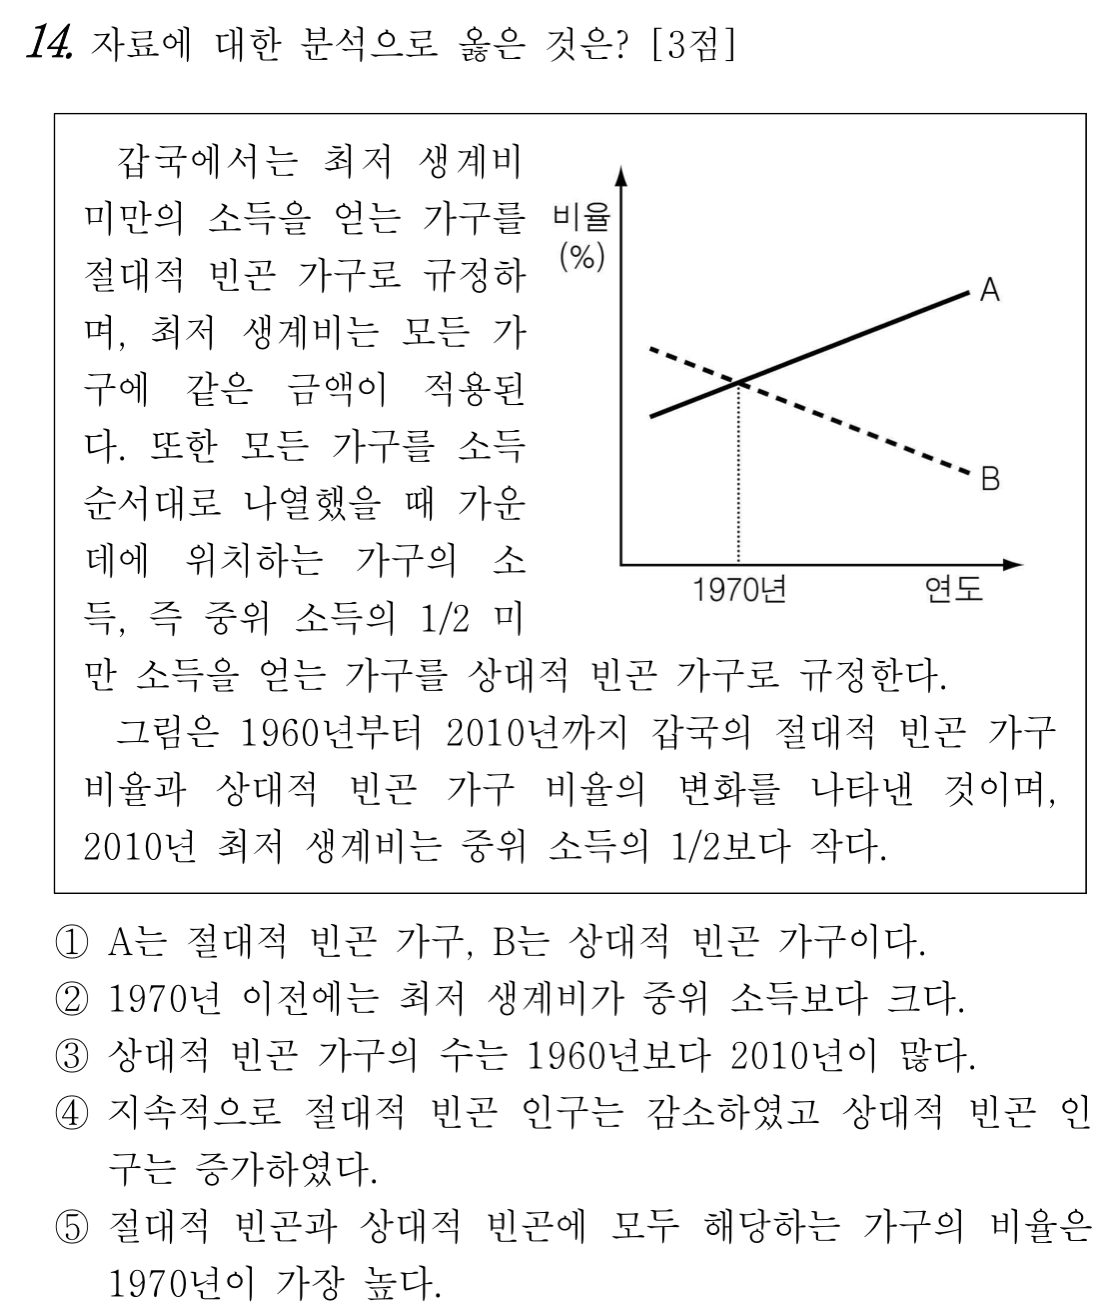 14. 자료에 대한 분석으로 옳은 것은? [3점]
갑국에서는 최저 생계비
미만의 소득을 얻는 가구를
절대적 빈곤 가구로 규정하
며, 최저 생계비는 모든 가
구에 같은 금액이 적용된
다. 또한 모든 가구를 소득
순서대로 나열했을 때 가운
데에 위치하는 가구의 소
득, 즉 중위 소득의 1/2 미
만 소득을 얻는 가구를 상대적 빈곤 가구로 규정한다.
비율
(%)
A
B
1970년
연도
그림은 1960년부터 2010년까지 갑국의 절대적 빈곤 가구
비율과 상대적 빈곤 가구 비율의 변화를 나타낸 것이며,
2010년 최저 생계비는 중위 소득의 1/2보다 작다.
① A는 절대적 빈곤 가구, B는 상대적 빈곤 가구이다.
② 1970년 이전에는 최저 생계비가 중위 소득보다 크다.
③ 상대적 빈곤 가구의 수는 1960년보다 2010년이 많다.
④ 지속적으로 절대적 빈곤 인구는 감소하였고 상대적 빈곤 인
구는 증가하였다.
⑤ 절대적 빈곤과 상대적 빈곤에 모두 해당하는 가구의 비율은
1970년이 가장 높다.